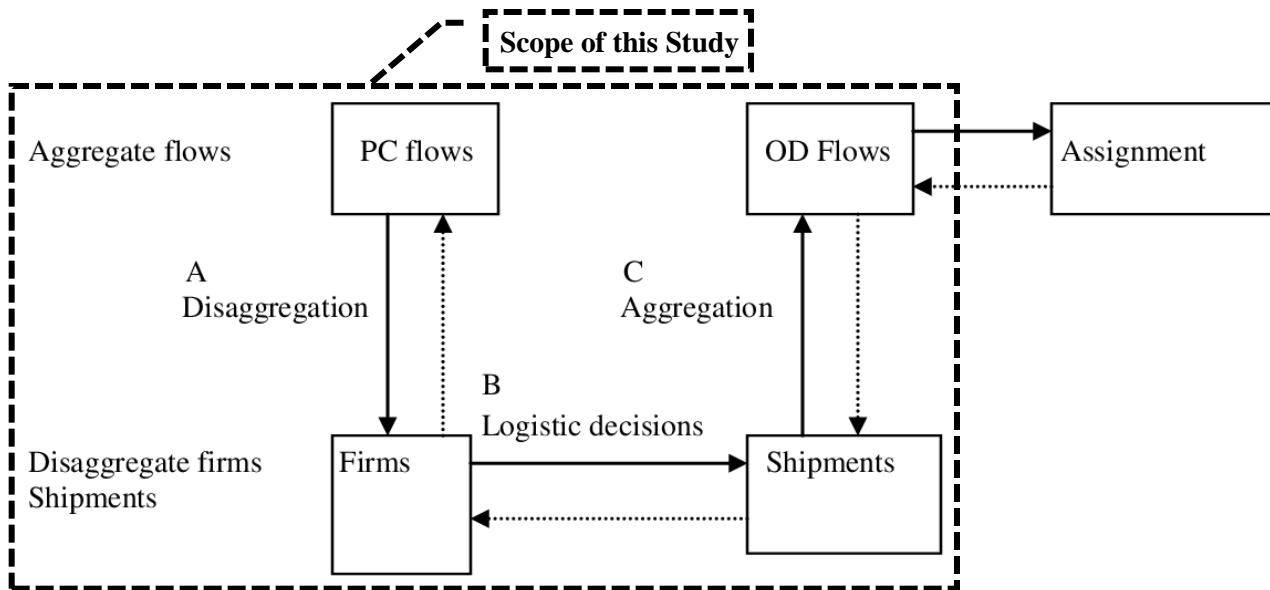 Scope of this Study
Aggregate flows
PC flows
OD Flows
Assignment
A
Disaggregation
C
Aggregation
B
Logistic decisions
Disaggregate firms
Shipments
Firms
Shipments